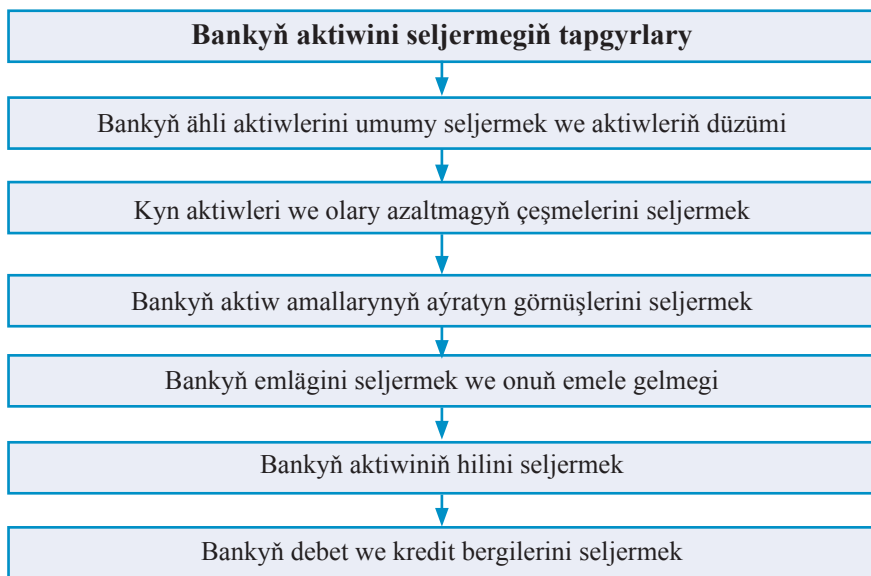 Bankyň aktiwini seljermegiň tapgyrlary
Bankyň ähli aktiwlerini umumy seljermek we aktiwleriň düzümi
Kyn aktiwleri we olary azaltmagyň çeşmelerini seljermek
Bankyň aktiw amallarynyň aýratyn görnüşlerini seljermek
Bankyň emlägini seljermek we onuň emele gelmegi
Bankyň aktiwiniň hilini seljermek
Bankyň debet we kredit bergilerini seljermek